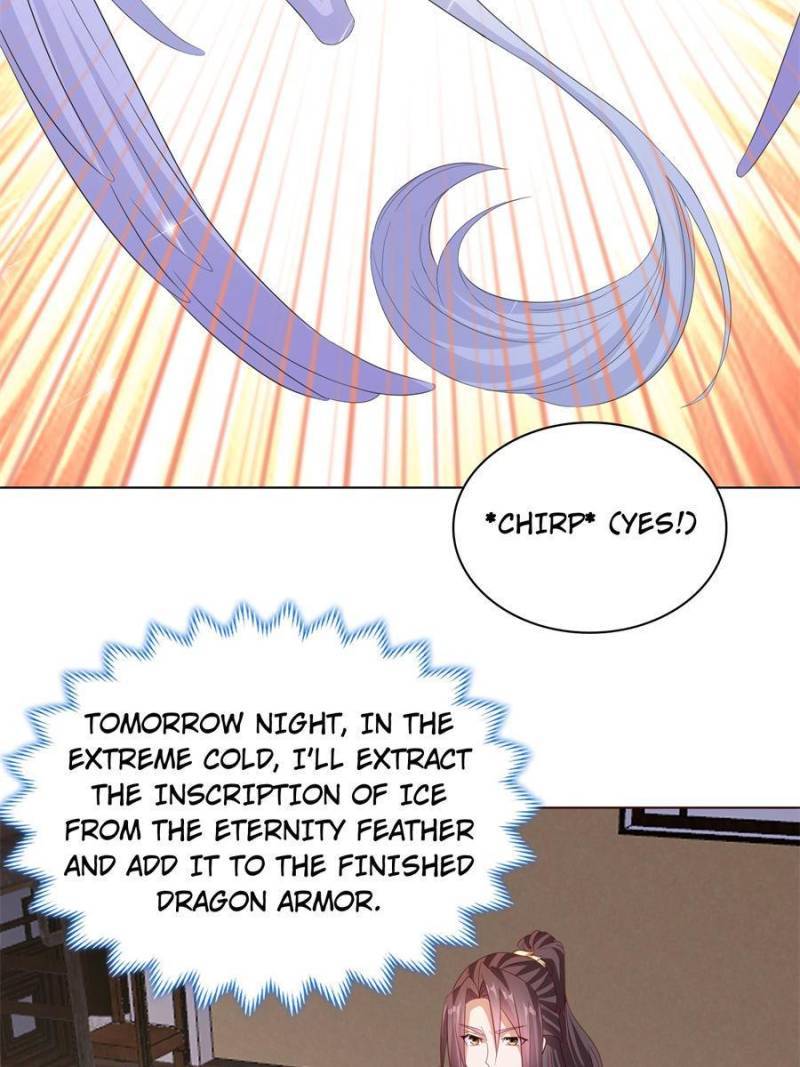 *CHIRP* (YES!)
TOMORROW NIGHT, IN THE
EXTREME COLD, I'LL EXTRACT
THE INSCRIPTION OF ICE
FROM THE ETERNITY FEATHER
AND ADD IT TO THE FINISHED
DRAGON ARMOR.